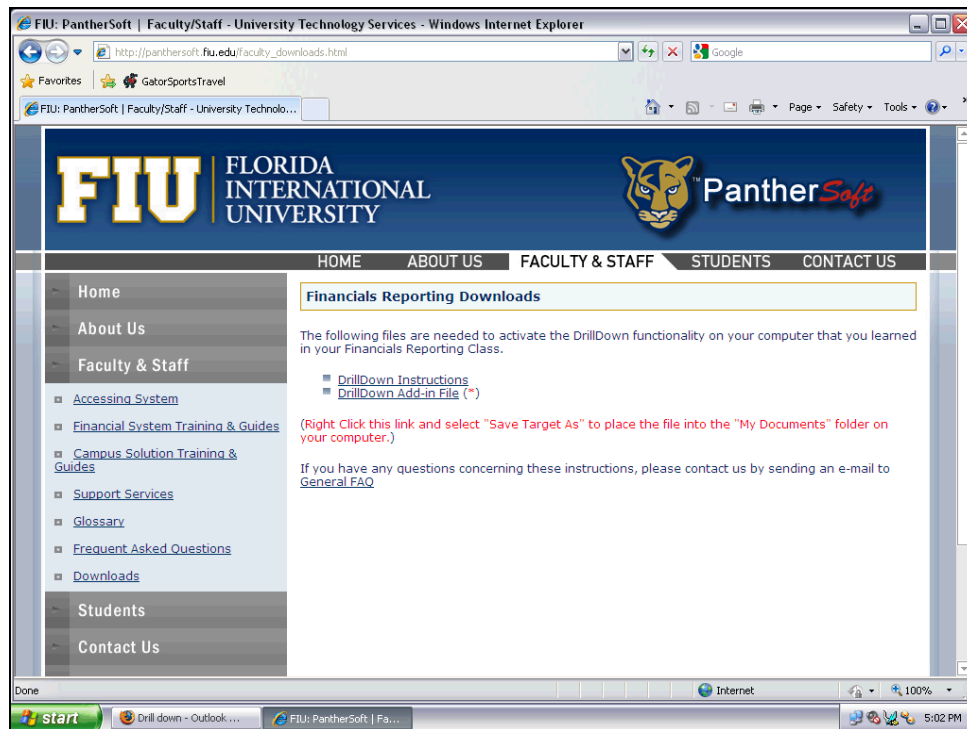 FIU: PantherSoft | Faculty/Staff - University Technology Services - Windows Internet Explorer
http://panthersoft.fiu.edu/faculty_downloads.html
Google
Favorites
GatorSportsTravel
FIU: PantherSoft | Faculty/Staff - University Technolo...
Page
Safety
Tools
FIU
FLORIDA
INTERNATIONAL
UNIVERSITY
PantherSoft
TM
HOME
ABOUT US
FACULTY & STAFF
STUDENTS
CONTACT US
Home
About Us
Faculty & Staff
Accessing System
Financial System Training & Guides
Campus Solution Training &
Guides
Support Services
Glossary
Frequent Asked Questions
Downloads
Students
Contact Us
Financials Reporting Downloads
The following files are needed to activate the DrillDown functionality on your computer that you learned
in your Financials Reporting Class.
DrillDown Instructions
DrillDown Add-in File (*)
(Right Click this link and select "Save Target As" to place the file into the "My Documents" folder on
your computer.)
If you have any questions concerning these instructions, please contact us by sending an e-mail to
General FAQ
Done
Internet
100%
start
Drill down - Outlook ...
FIU: PantherSoft | Fa...
5:02 PM